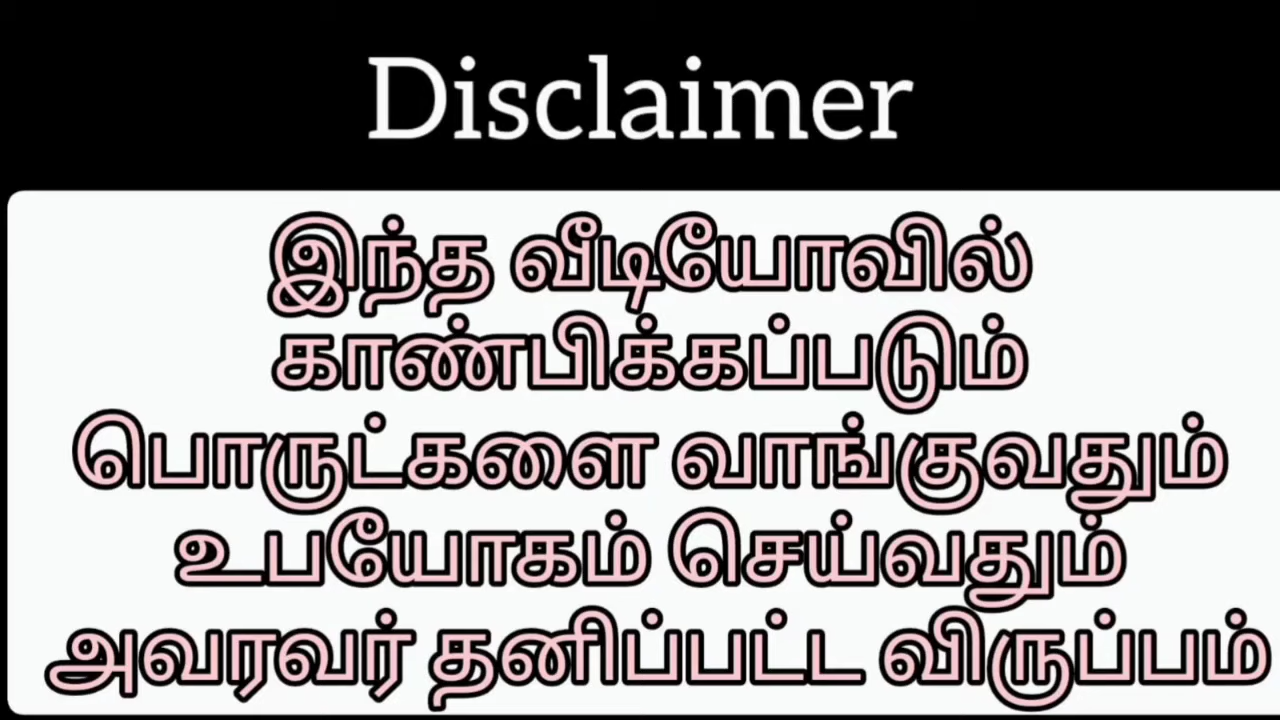 Disclaimer
இந்த வீடியோவில்
காண்பிக்கப்படும்
பொருட்களை வாங்குவதும்
உபயோகம் செய்வதும்
அவரவர் தனிப்பட்ட விருப்பம்